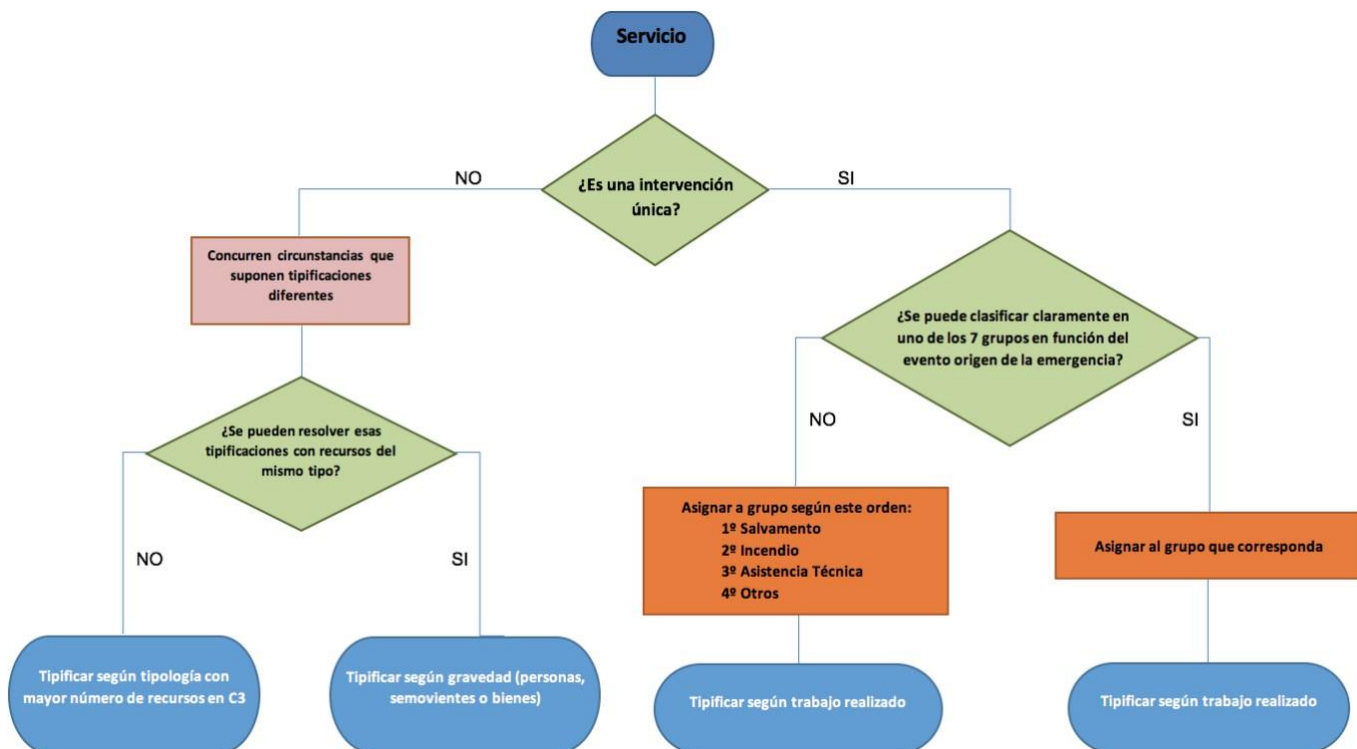 Servicio
¿Es una intervención
única?
NO
SI
Concurren circunstancias que
suponen tipificaciones
diferentes
¿Se puede clasificar claramente en
uno de los 7 grupos en función del
evento origen de la emergencia?
¿Se pueden resolver esas
tipificaciones con recursos del
mismo tipo?
NO
SI
NO
SI
Asignar a grupo según este orden:
1º Salvamento
2º Incendio
3º Asistencia Técnica
4º Otros
Asignar al grupo que corresponda
Tipificar según tipología con
mayor número de recursos en C3
Tipificar según gravedad (personas,
semovientes o bienes)
Tipificar según trabajo realizado
Tipificar según trabajo realizado